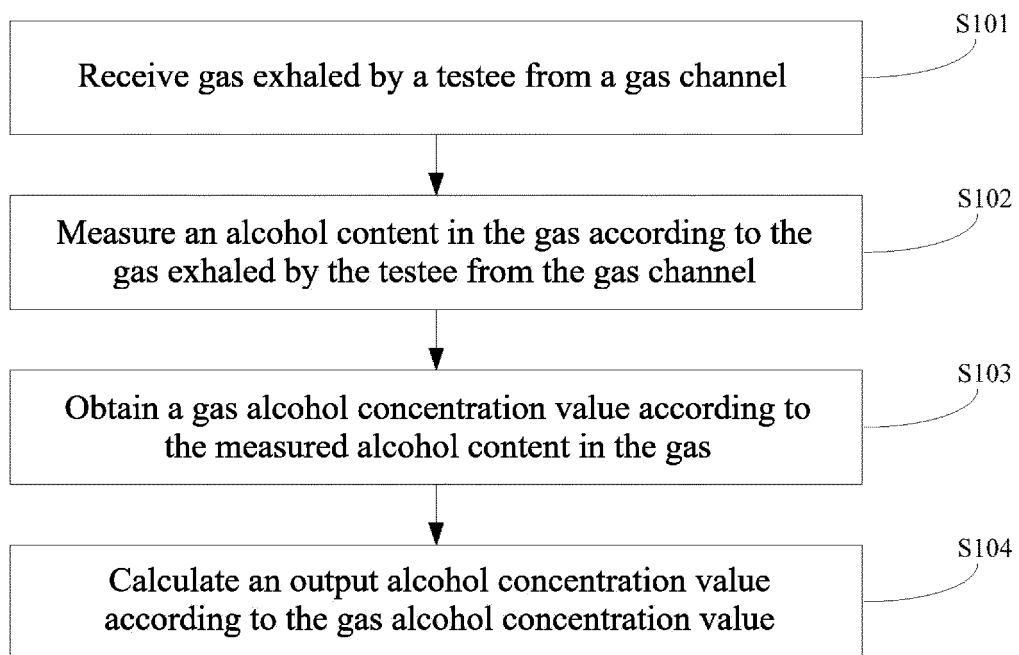 S101
Receive gas exhaled by a testee from a gas channel
S102
Measure an alcohol content in the gas according to the
gas exhaled by the testee from the gas channel
S103
Obtain a gas alcohol concentration value according to
the measured alcohol content in the gas
S104
Calculate an output alcohol concentration value
according to the gas alcohol concentration value